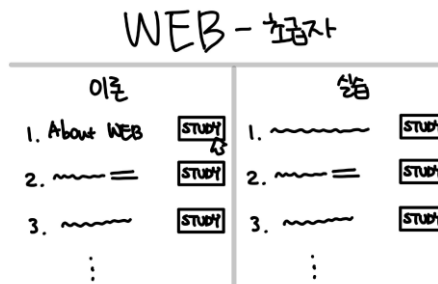 WEB - 초급자
이론
1. About WEB STUDY
2. STUDY
3. STUDY
실습
1. STUDY
2. STUDY
3. STUDY